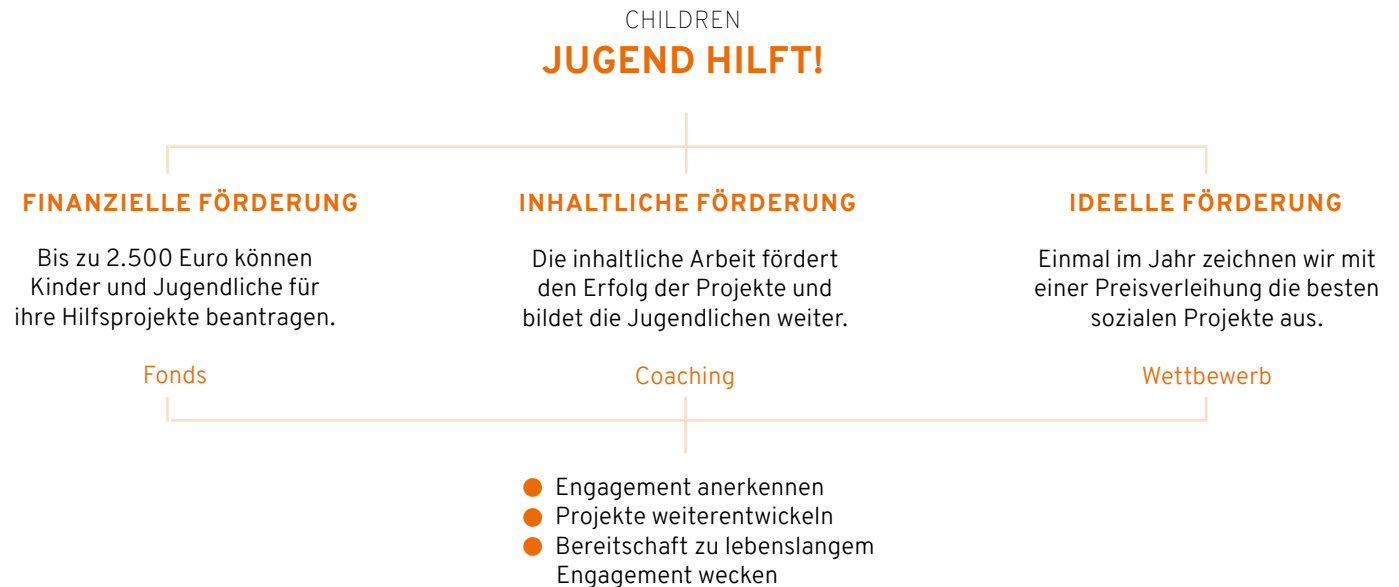 CHILDREN
JUGEND HILFT!
FINANZIELLE FÖRDERUNG
Bis zu 2.500 Euro können
Kinder und Jugendliche für
ihre Hilfsprojekte beantragen.
Fonds
INHALTLICHE FÖRDERUNG
Die inhaltliche Arbeit fördert
den Erfolg der Projekte und
bildet die Jugendlichen weiter.
Coaching
IDEELLE FÖRDERUNG
Einmal im Jahr zeichnen wir mit
einer Preisverleihung die besten
sozialen Projekte aus.
Wettbewerb
● Engagement anerkennen
● Projekte weiterentwickeln
● Bereitschaft zu lebenslangem
Engagement wecken